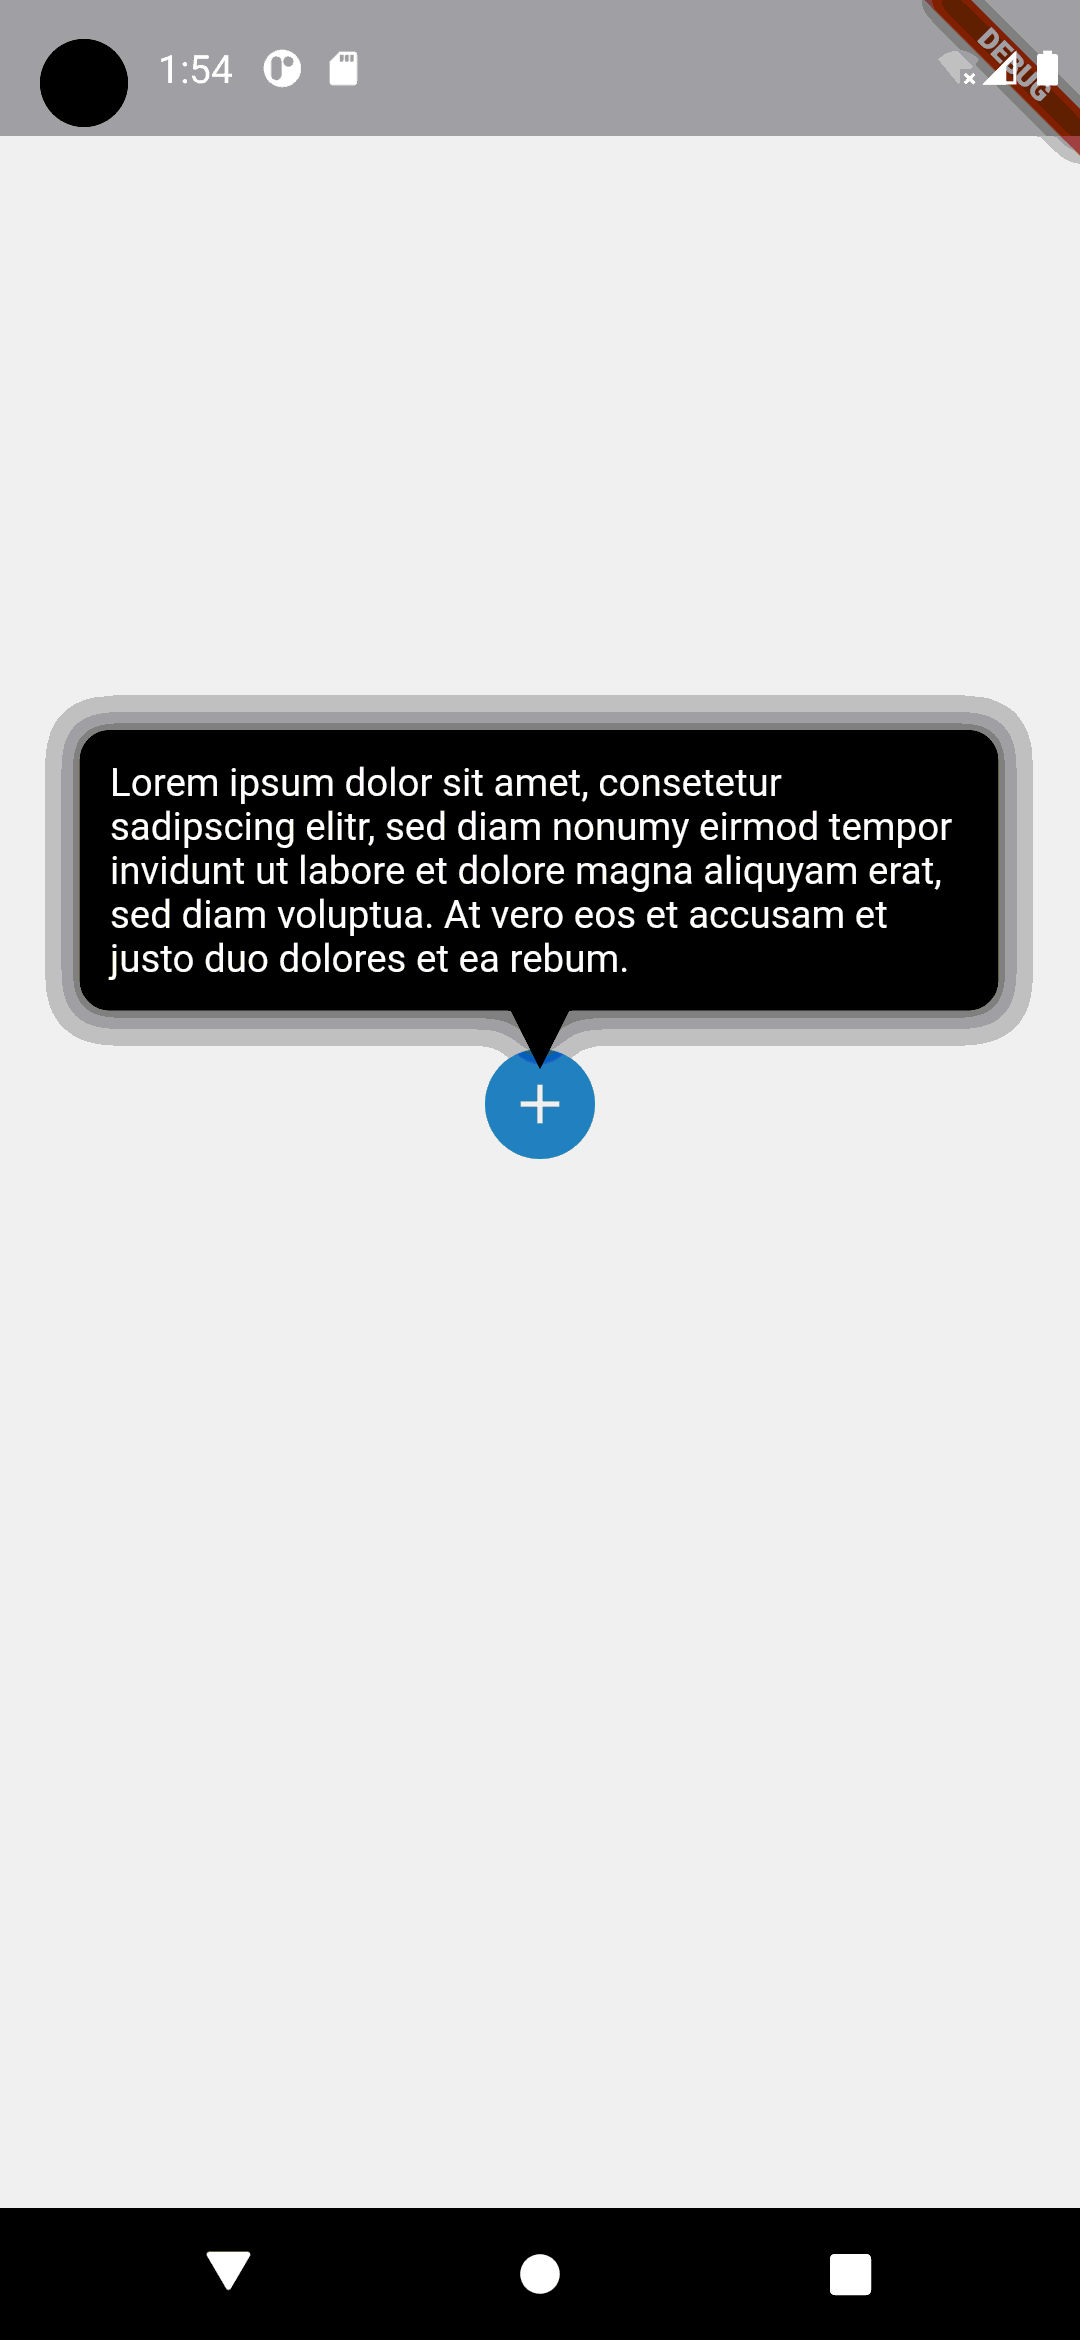 1:54
DEBUG
Lorem ipsum dolor sit amet, consetetur
sadipscing elitr, sed diam nonumy eirmod tempor
invidunt ut labore et dolore magna aliquyam erat,
sed diam voluptua. At vero eos et accusam et
justo duo dolores et ea rebum.